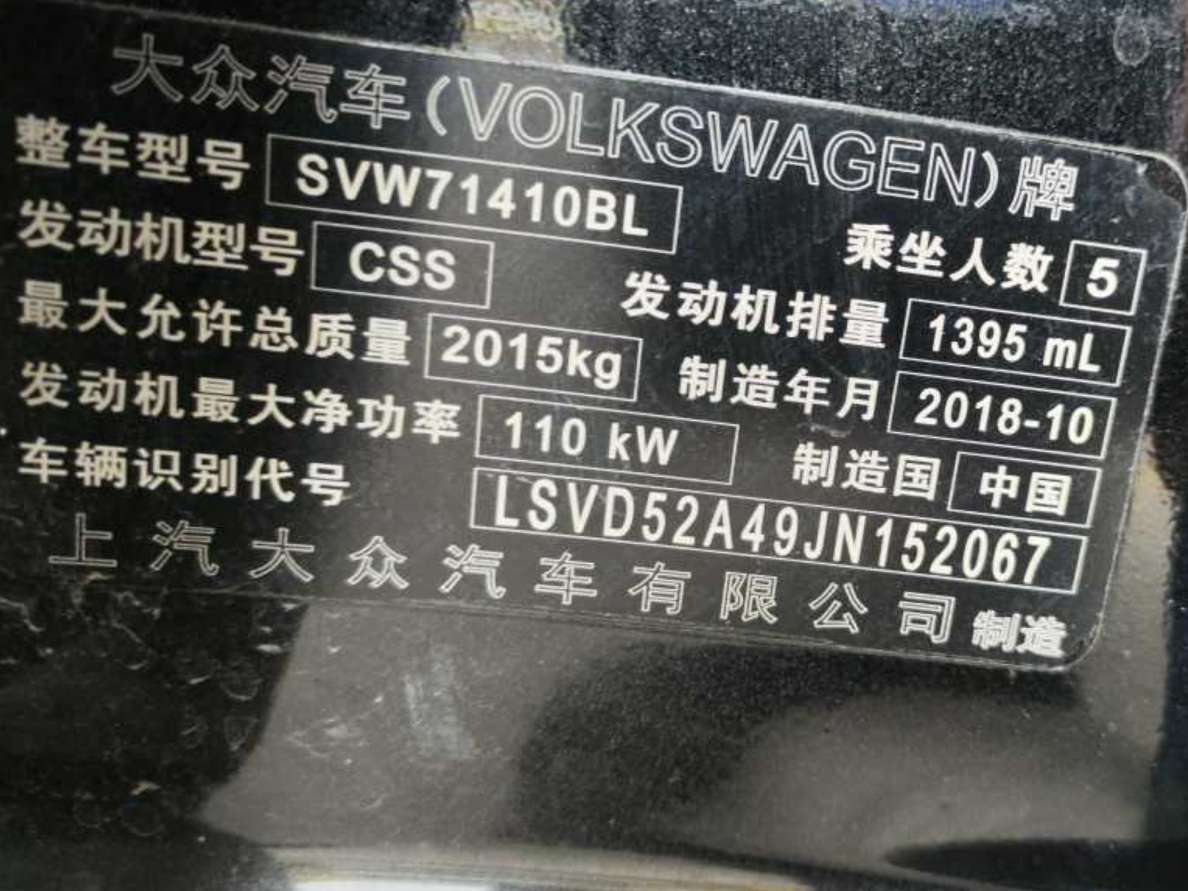 大众汽车(VOLKSWAGEN)牌
整车型号 SVW71410BL 乘坐人数 5
发动机型号 CSS 发动机排量 1395 mL
最大允许总质量 2015kg 制造年月 2018-10
发动机最大净功率 110 kW 制造国 中国
车辆识别代号 LSVD52A49JN152067
上汽大众汽车有限公司 制造